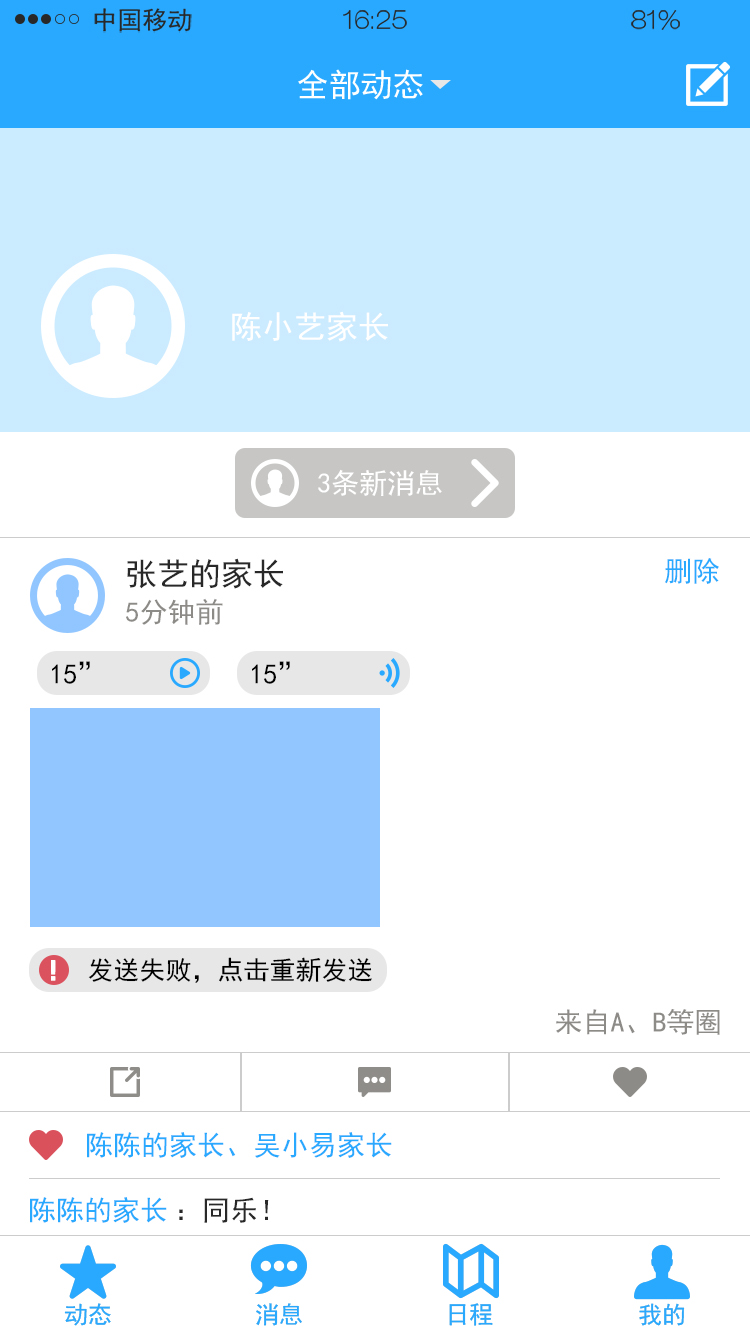 中国移动 16:25 81%
全部动态
陈小艺家长
3条新消息
张艺的家长 删除
5分钟前
15” 15”
发送失败，点击重新发送
来自A、B等圈
陈陈的家长、吴小易家长
陈陈的家长：同乐！
动态 消息 日程 我的